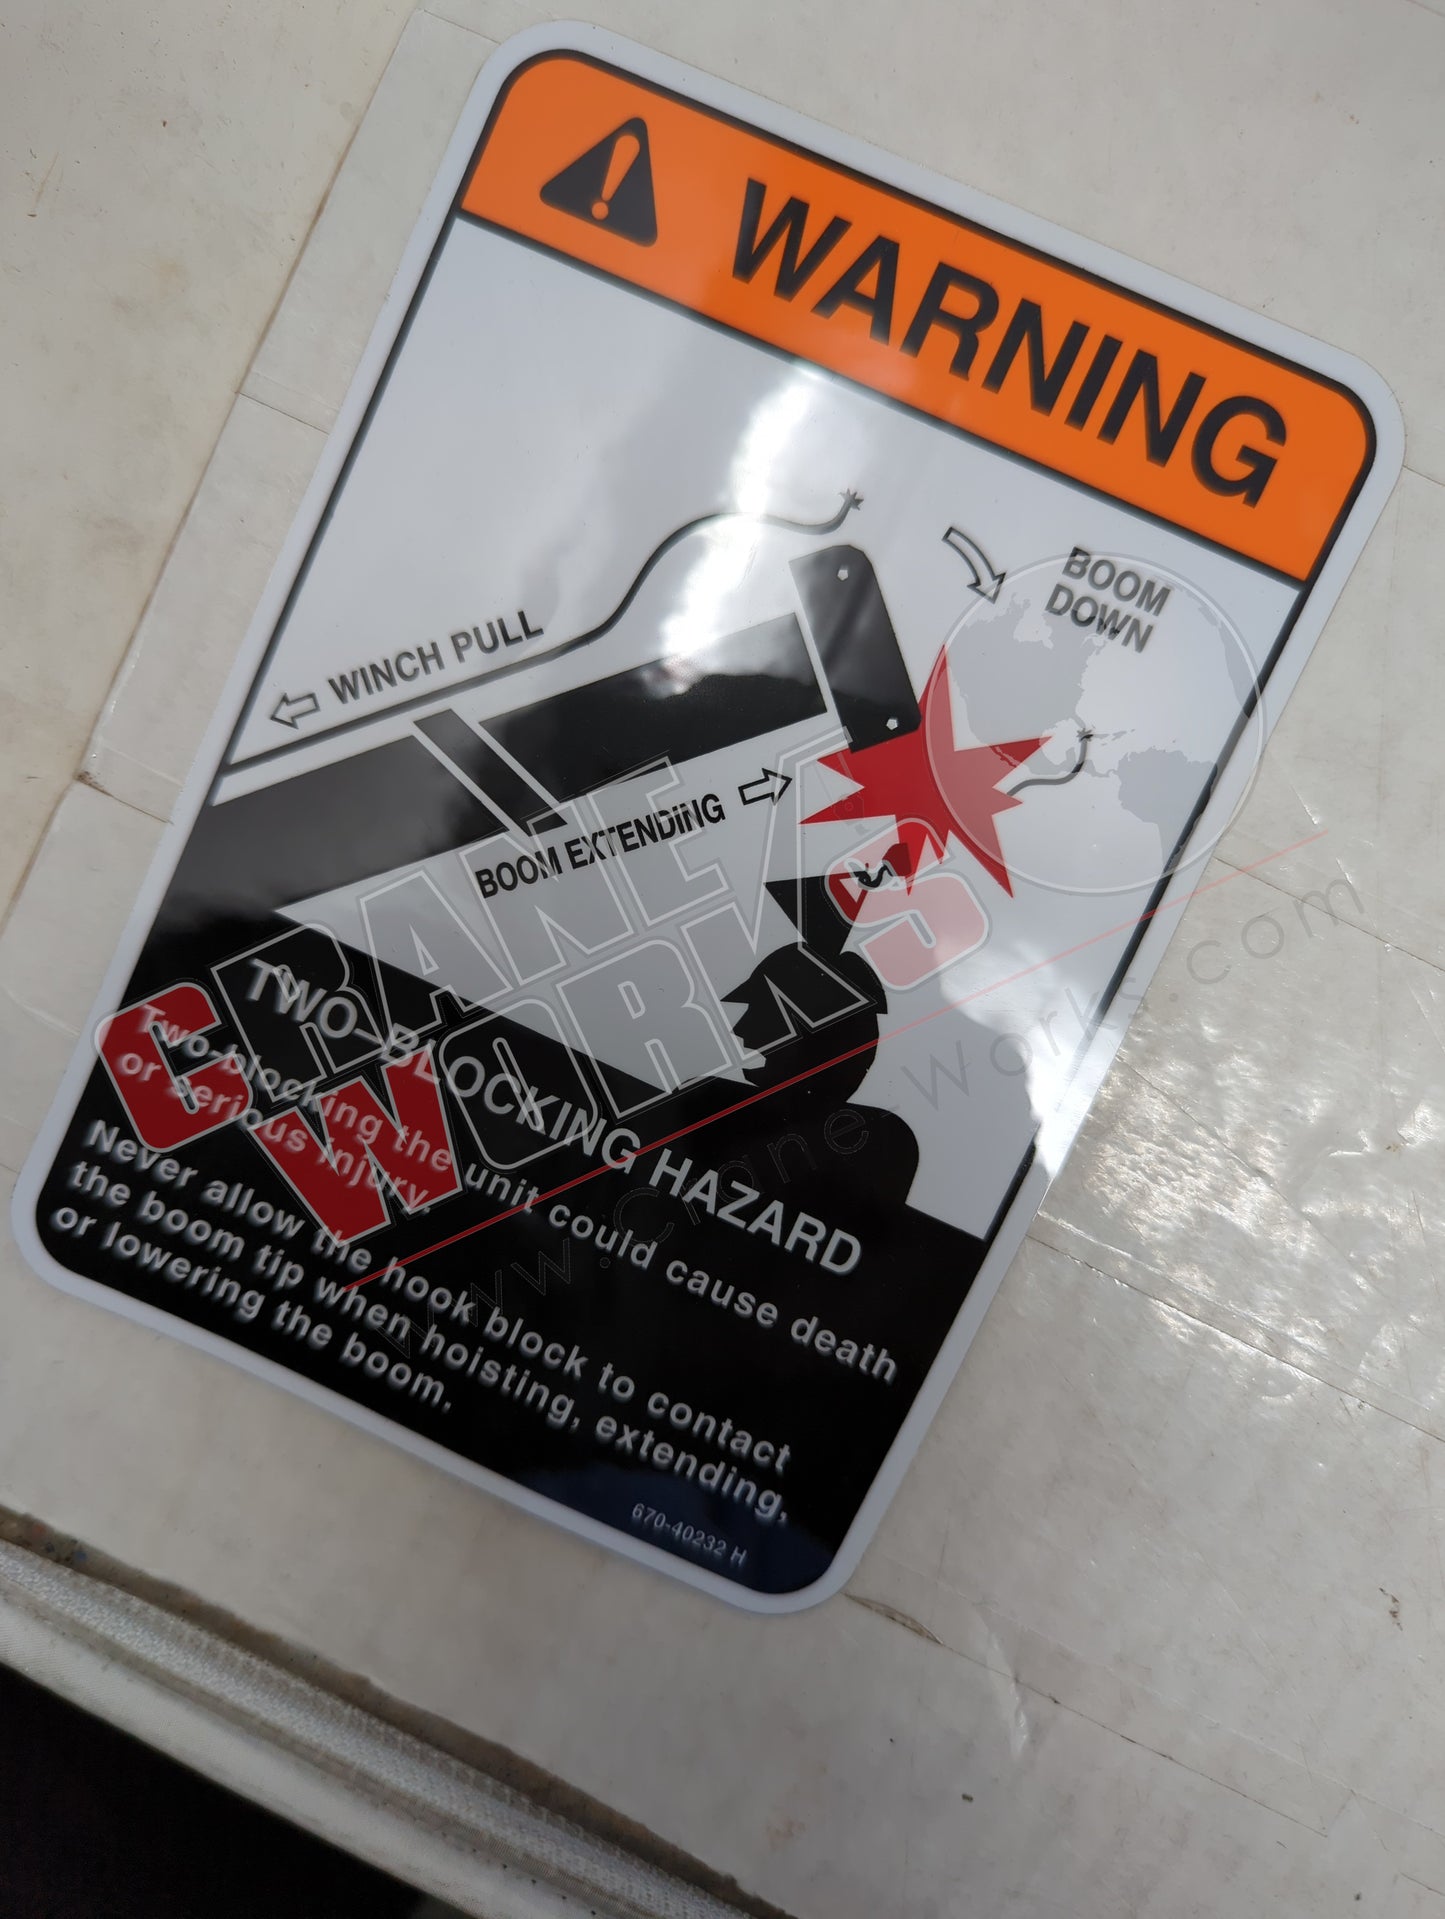 WARNING
BOOM
DOWN
WINCH PULL
BOOM EXTENDING
TWO-BLOCKING HAZARD
Two-blocking the unit could cause death
or serious injury.
Never allow the hook block to contact
the boom tip when hoisting, extending,
or lowering the boom.
670-40232 H
CRANE
WORKS
www.CraneWorks.com